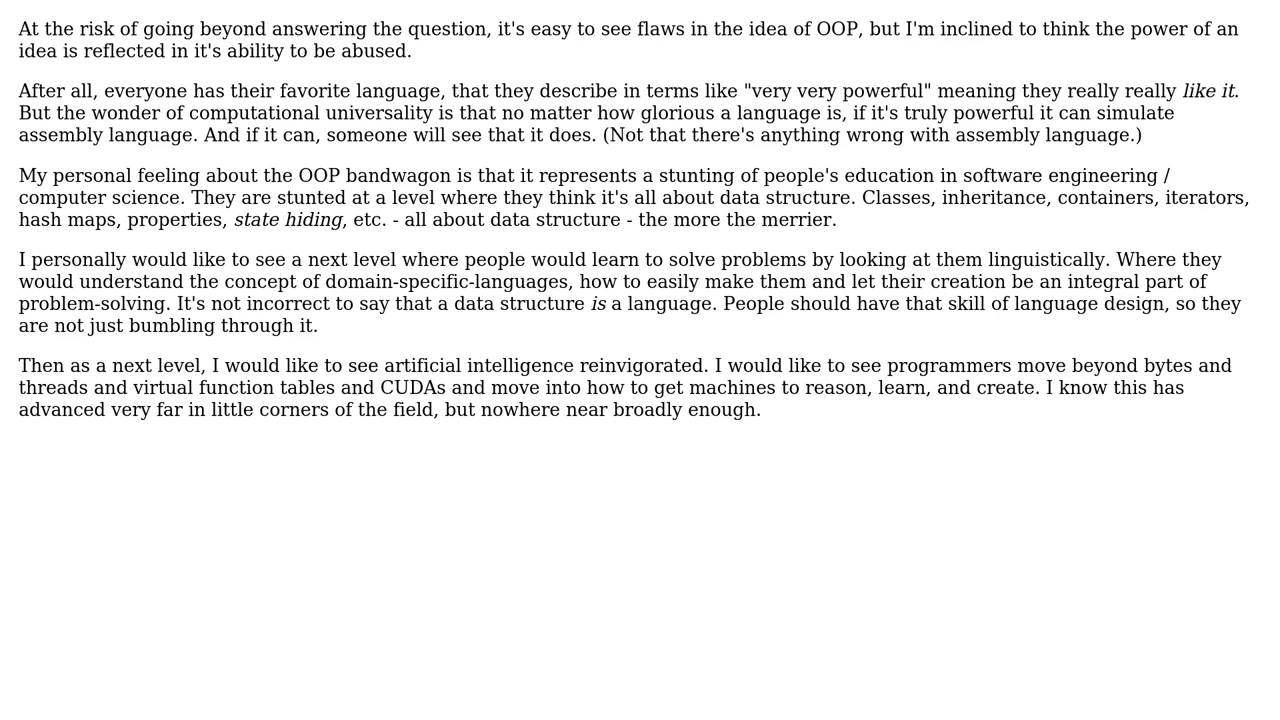 At the risk of going beyond answering the question, it's easy to see flaws in the idea of OOP, but I'm inclined to think the power of an
idea is reflected in it's ability to be abused.
After all, everyone has their favorite language, that they describe in terms like "very very powerful" meaning they really really like it.
But the wonder of computational universality is that no matter how glorious a language is, if it's truly powerful it can simulate
assembly language. And if it can, someone will see that it does. (Not that there's anything wrong with assembly language.)
My personal feeling about the OOP bandwagon is that it represents a stunting of people's education in software engineering /
computer science. They are stunted at a level where they think it's all about data structure. Classes, inheritance, containers, iterators,
hash maps, properties, state hiding, etc. - all about data structure - the more the merrier.
I personally would like to see a next level where people would learn to solve problems by looking at them linguistically. Where they
would understand the concept of domain-specific-languages, how to easily make them and let their creation be an integral part of
problem-solving. It's not incorrect to say that a data structure is a language. People should have that skill of language design, so they
are not just bumbling through it.
Then as a next level, I would like to see artificial intelligence reinvigorated. I would like to see programmers move beyond bytes and
threads and virtual function tables and CUDAs and move into how to get machines to reason, learn, and create. I know this has
advanced very far in little corners of the field, but nowhere near broadly enough.